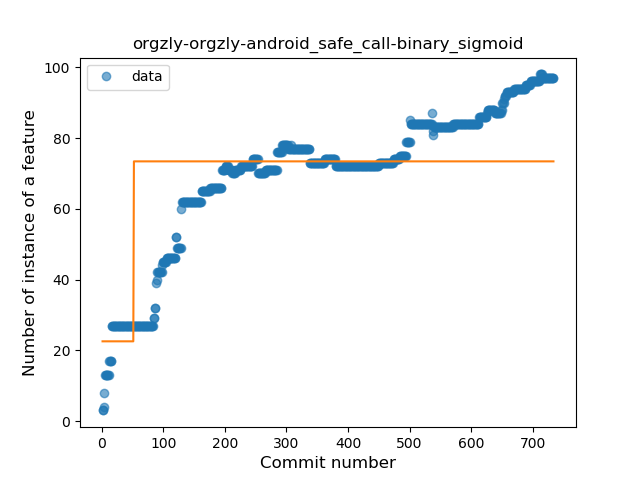 orgzly-orgzly-android_safe_call-binary_sigmoid
data
Number of instance of a feature
100
80
60
40
20
0
0 100 200 300 400 500 600 700
Commit number